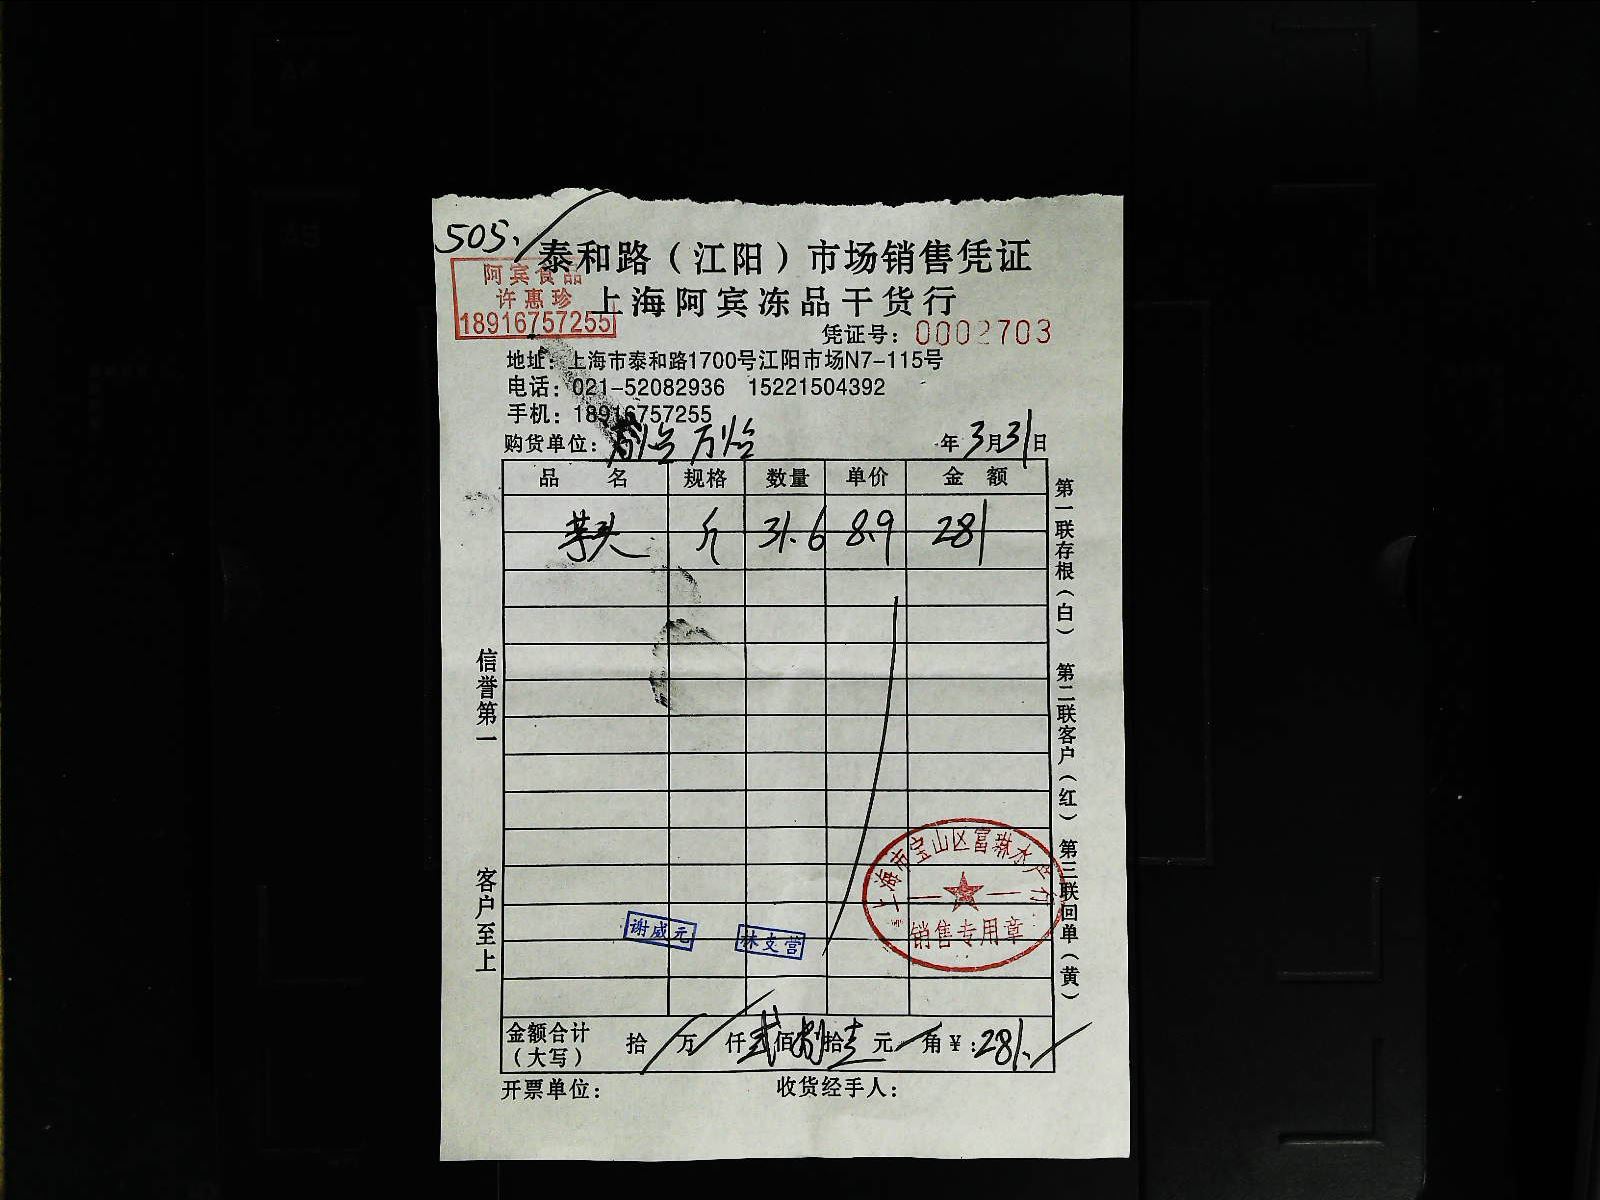 505.
泰和路（江阳）市场销售凭证
阿宾食品
许惠珍
18916757255
上海阿宾冻品干货行
凭证号：0002703
地址：上海市泰和路1700号江阳市场N7-115号
电话：021-52082936 15221504392
手机：18916757255
购货单位： 万怡 年3月31日
品 名 规格 数量 单价 金 额
芋头 斤 31.6 8.9 281
信誉第一
客户至上
第一联存根（白） 第二联客户（红） 第三联回单（黄）
上海市宝山区富琳水产行
销售专用章
谢威元
林支营
金额合计（大写） 拾 万 仟 贰佰捌拾壹元 角 ¥：281.
开票单位： 收货经手人：